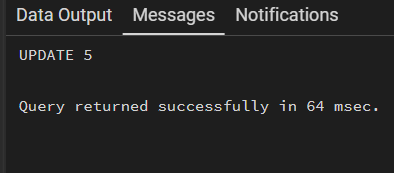 Data Output Messages Notifications
UPDATE 5
Query returned successfully in 64 msec.